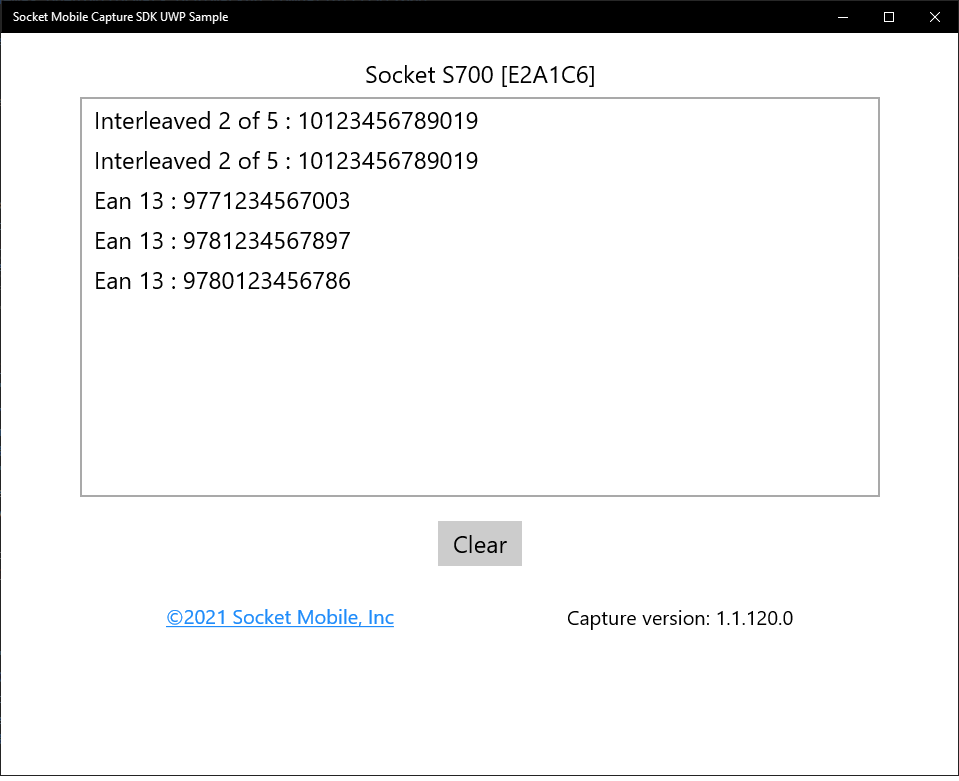 Socket Mobile Capture SDK UWP Sample
Socket S700 [E2A1C6]
Interleaved 2 of 5 : 10123456789019
Interleaved 2 of 5 : 10123456789019
Ean 13 : 9771234567003
Ean 13 : 9781234567897
Ean 13 : 9780123456786
Clear
©2021 Socket Mobile, Inc
Capture version: 1.1.120.0